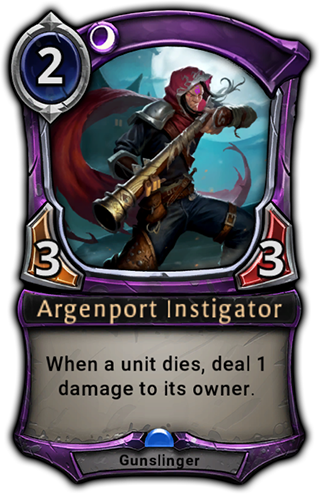 2
3
3
Argenport Instigator
When a unit dies, deal 1
damage to its owner.
Gunslinger